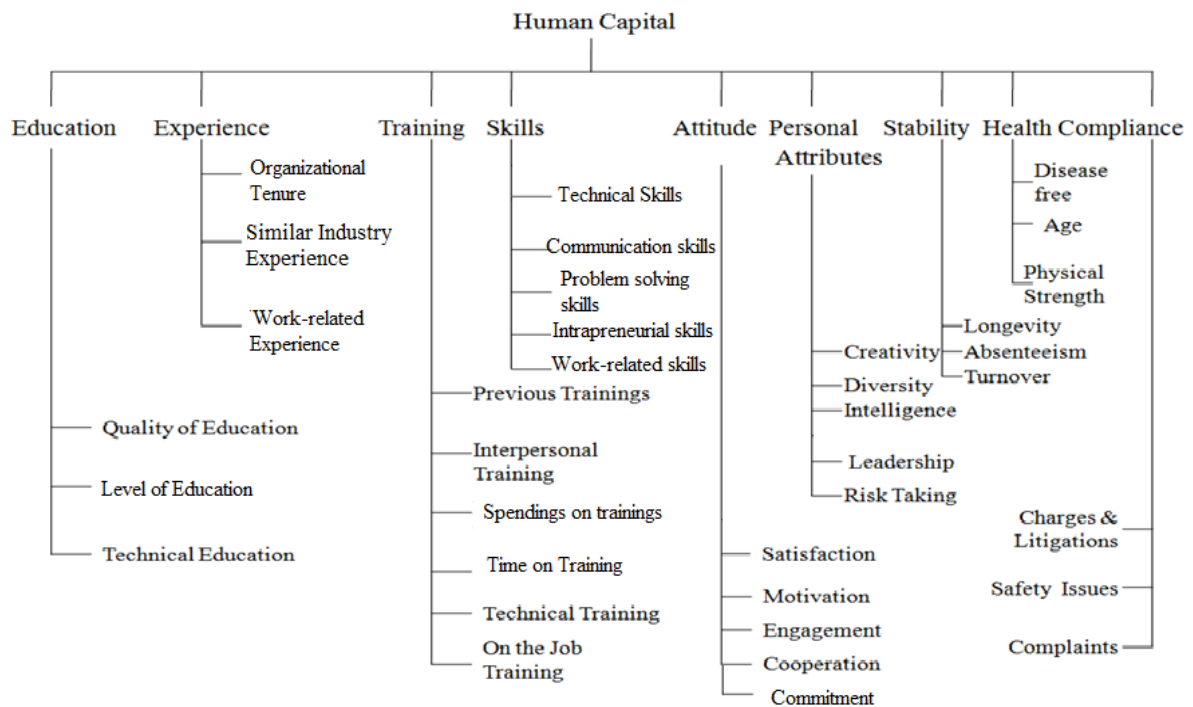 Human Capital
Education
Experience
Training
Skills
Attitude
Personal
Attributes
Stability
Health
Compliance
Organizational
Tenure
Similar Industry
Experience
Work-related
Experience
Quality of Education
Level of Education
Technical Education
Technical Skills
Communication skills
Problem solving
skills
Intrapreneurial skills
Work-related skills
Previous Trainings
Interpersonal
Training
Spendings on trainings
Time on Training
Technical Training
On the Job
Training
Satisfaction
Motivation
Engagement
Cooperation
Commitment
Creativity
Diversity
Intelligence
Leadership
Risk Taking
Longevity
Absenteeism
Turnover
Disease
free
Age
Physical
Strength
Charges &
Litigations
Safety Issues
Complaints